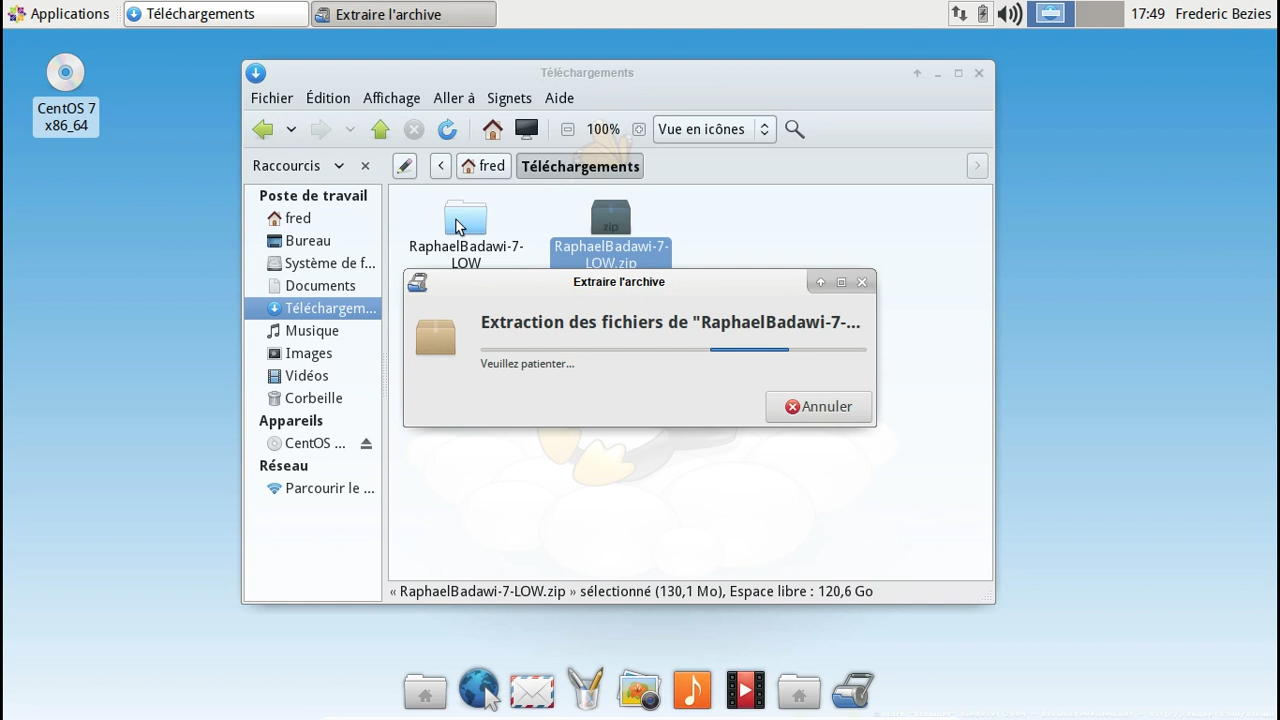 Applications
Téléchargements
Extraire l'archive
17:49
Frederic Bezies
CentOS 7
x86_64
Téléchargements
Fichier
Édition
Affichage
Aller à
Signets
Aide
100%
Vue en icônes
Raccourcis
fred
Téléchargements
Poste de travail
fred
Bureau
Système de f...
Documents
Téléchargem...
Musique
Images
Vidéos
Corbeille
Appareils
CentOS ...
Réseau
Parcourir le ...
RaphaelBadawi-7-
LOW
zip
RaphaelBadawi-7-
LOW.zip
Extraire l'archive
Extraction des fichiers de "RaphaelBadawi-7-...
Veuillez patienter...
Annuler
« RaphaelBadawi-7-LOW.zip » sélectionné (130,1 Mo), Espace libre : 120,6 Go